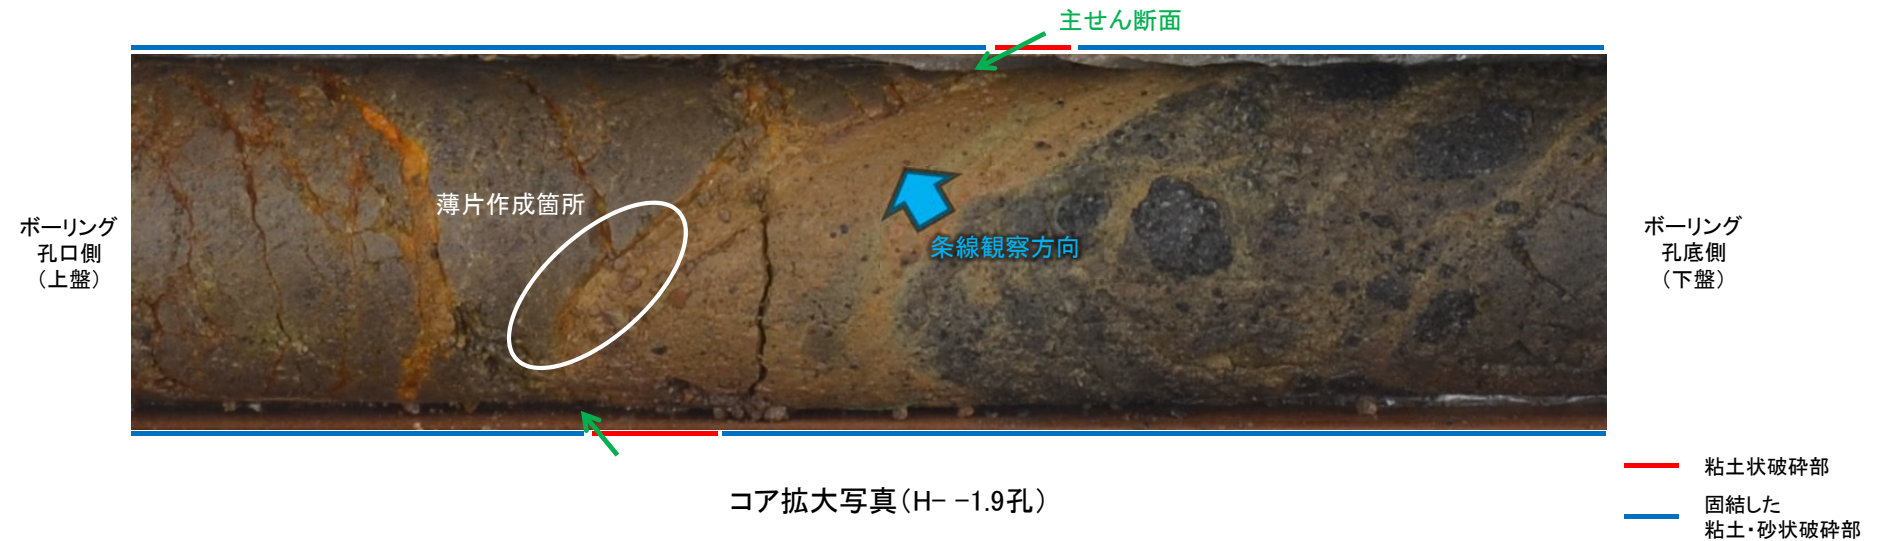 主せん断面
薄片作成箇所
ボーリング
孔口側
（上盤）
条線観察方向
ボーリング
孔底側
（下盤）
粘土状破砕部
コア拡大写真（H- -1.9孔）
固結した
粘土・砂状破砕部